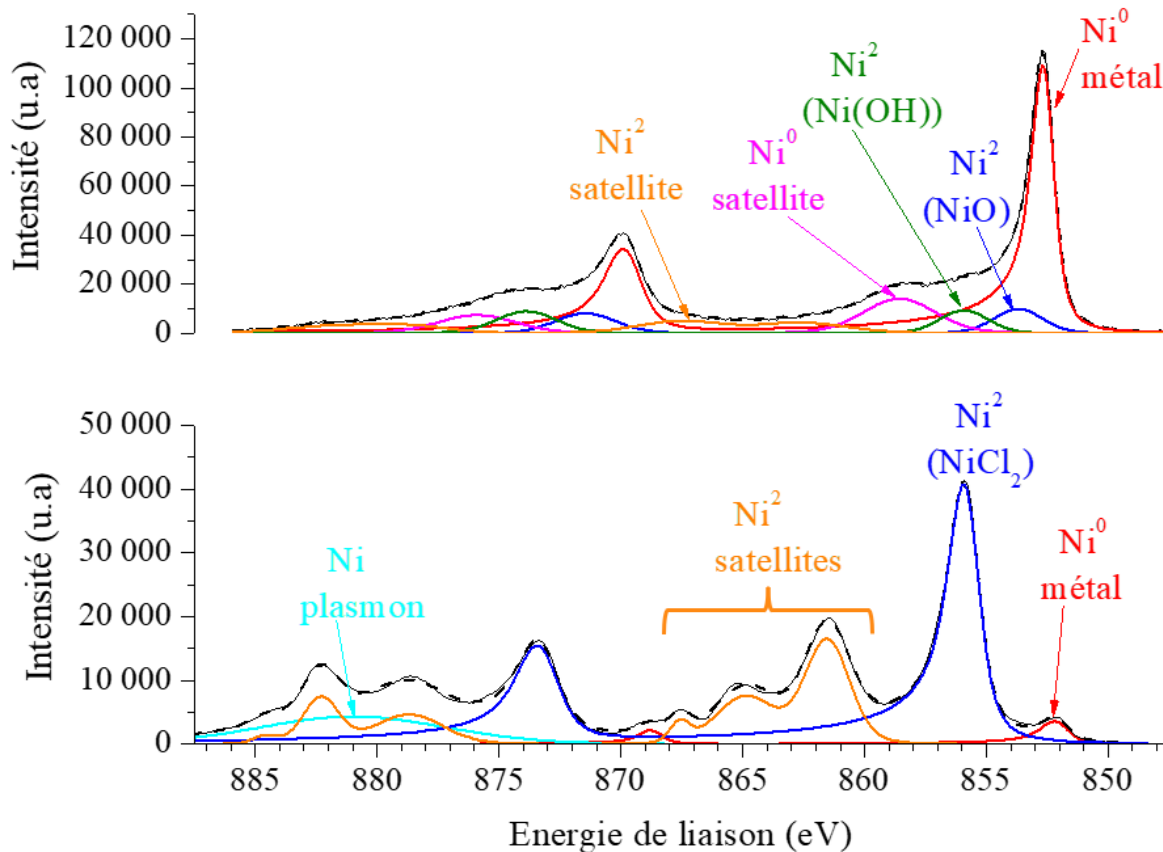 120 000
100 000
80 000
60 000
40 000
20 000
0
Intensité (u.a)
Ni²
satellite
Ni⁰
satellite
Ni²
(Ni(OH))
Ni²
(NiO)
Ni⁰
métal
50 000
40 000
30 000
20 000
10 000
0
Intensité (u.a)
Ni
plasmon
Ni²
satellites
Ni²
(NiCl₂)
Ni⁰
métal
885 880 875 870 865 860 855 850
Energie de liaison (eV)